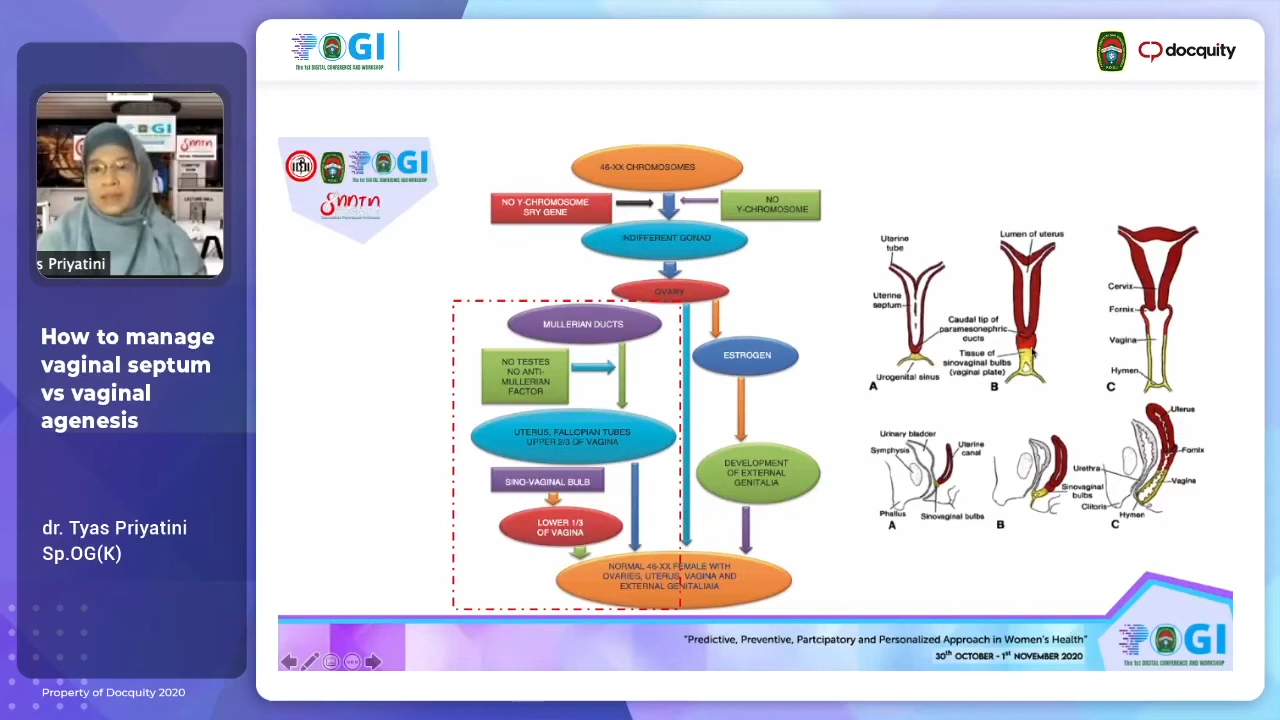 POGI
The 1st DIGITAL CONFERENCE AND WORKSHOP
docquity
s Priyatini
How to manage
vaginal septum
vs vaginal
agenesis
dr. Tyas Priyatini
Sp.OG(K)
Property of Docquity 2020
POGI
46-XX CHROMOSOMES
NO Y-CHROMOSOME
SRY GENE
NO
Y-CHROMOSOME
INDIFFERENT GONAD
OVARY
MULLERIAN DUCTS
NO TESTES
NO ANTI-
MULLERIAN
FACTOR
ESTROGEN
UTERUS, FALLOPIAN TUBES
UPPER 2/3 OF VAGINA
SINO-VAGINAL BULB
LOWER 1/3
OF VAGINA
DEVELOPMENT
OF EXTERNAL
GENITALIA
NORMAL 46-XX FEMALE WITH
OVARIES, UTERUS, VAGINA AND
EXTERNAL GENITALIAIA
Uterine
tube
Uterine
septum
Urogenital sinus
A
Lumen of uterus
Caudal tip of
paramesonephric
ducts
Tissue of
sinovaginal bulbs
(vaginal plate)
B
Cervix
Fornix
Vagina
Hymen
C
Urinary bladder
Symphysis
Uterine
canal
Phallus
Sinovaginal bulbs
A
Sinovaginal
bulbs
B
Uterus
Fornix
Urethra
Vagina
Clitoris
Hymen
C
"Predictive, Preventive, Partcipatory and Personalized Approach in Women's Health"
30th OCTOBER - 1st NOVEMBER 2020
POGI
The 1st DIGITAL CONFERENCE AND WORKSHOP